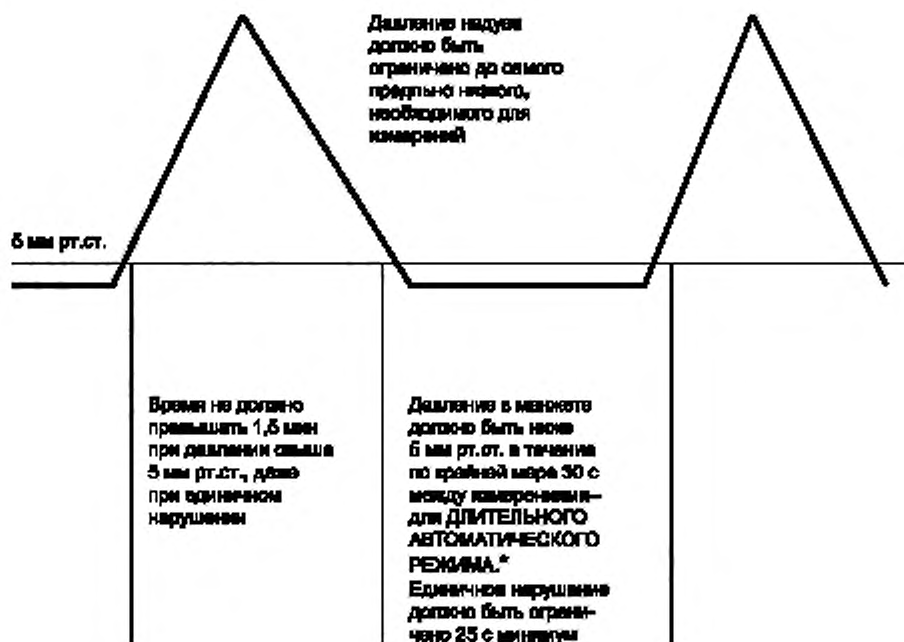 Давление надува
должно быть
ограничено до самого
предльно низкого,
необходимого для
измерений
5 мм рт.ст.
Время не должно
превышать 1,5 мин
при давлении свыше
5 мм рт.ст., даже
при единичном
нарушении
Давление в манжете
должно быть ниже
5 мм рт.ст. в течение
по крайней мере 30 с
между измерениями–
для ДЛИТЕЛЬНОГО
АВТОМАТИЧЕСКОГО
РЕЖИМА.*
Единичное нарушение
должно быть ограни-
чено 25 с минимум